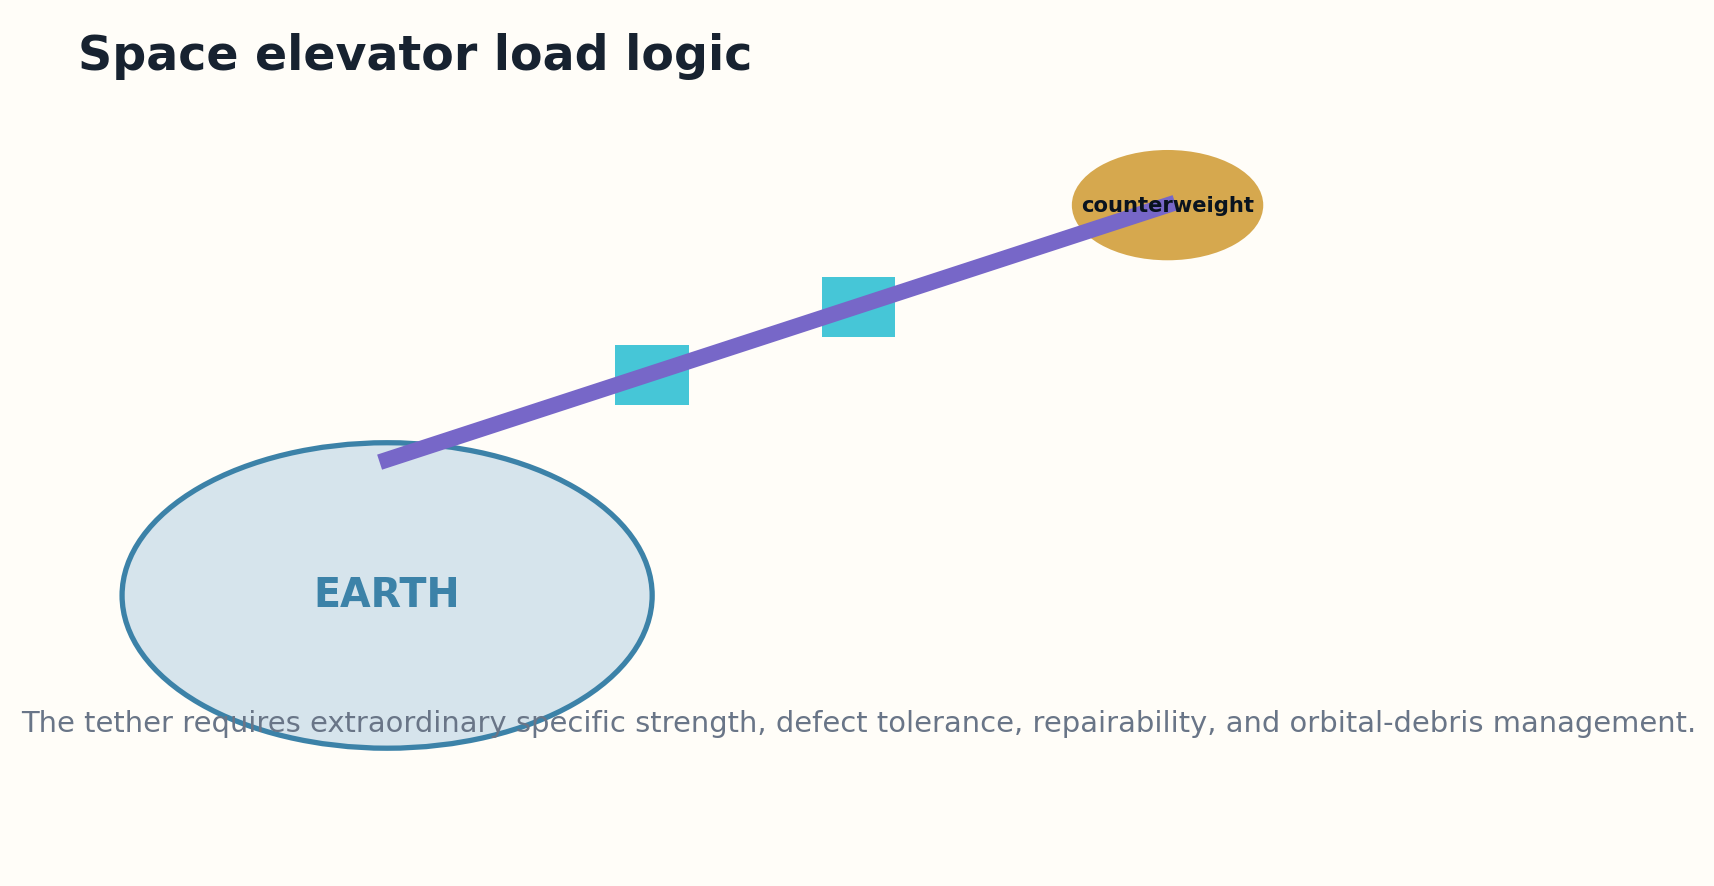 Space elevator load logic
counterweight
EARTH
The tether requires extraordinary specific strength, defect tolerance, repairability, and orbital-debris management.